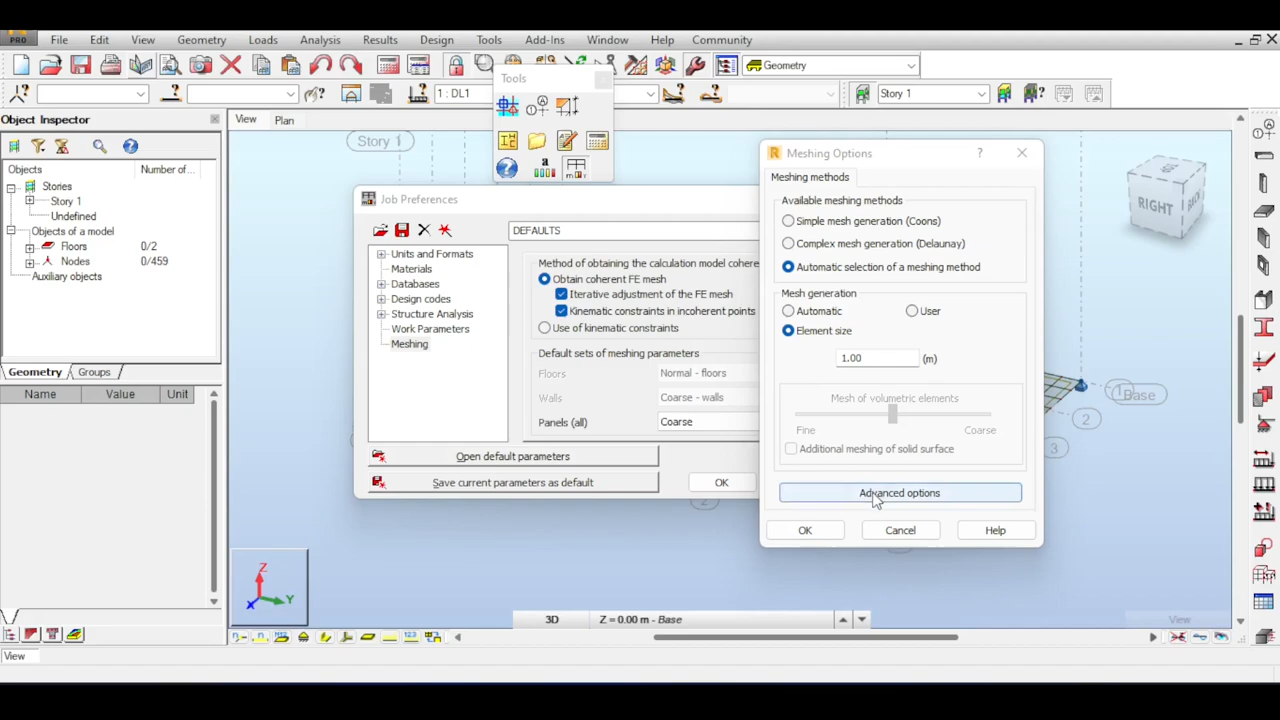 PRO File Edit View Geometry Loads Analysis Results Design Tools Add-Ins Window Help Community
Geometry
1 : DL1
Story 1
Tools
Object Inspector
View Plan
Objects Number of...
Stories
Story 1
Undefined
Objects of a model
Floors 0/2
Nodes 0/459
Auxiliary objects
Geometry Groups
Name Value Unit
Story 1
Job Preferences
DEFAULTS
Units and Formats
Materials
Databases
Design codes
Structure Analysis
Work Parameters
Meshing
Method of obtaining the calculation model cohere
Obtain coherent FE mesh
Iterative adjustment of the FE mesh
Kinematic constraints in incoherent points
Use of kinematic constraints
Default sets of meshing parameters
Floors Normal - floors
Walls Coarse - walls
Panels (all) Coarse
Open default parameters
Save current parameters as default
OK
Meshing Options ?
Meshing methods
Available meshing methods
Simple mesh generation (Coons)
Complex mesh generation (Delaunay)
Automatic selection of a meshing method
Mesh generation
Automatic User
Element size
1.00 (m)
Mesh of volumetric elements
Fine Coarse
Additional meshing of solid surface
Advanced options
OK Cancel Help
RIGHT BACK
1 Base
2
3
2
Z
X Y
3D Z = 0.00 m - Base
View
View